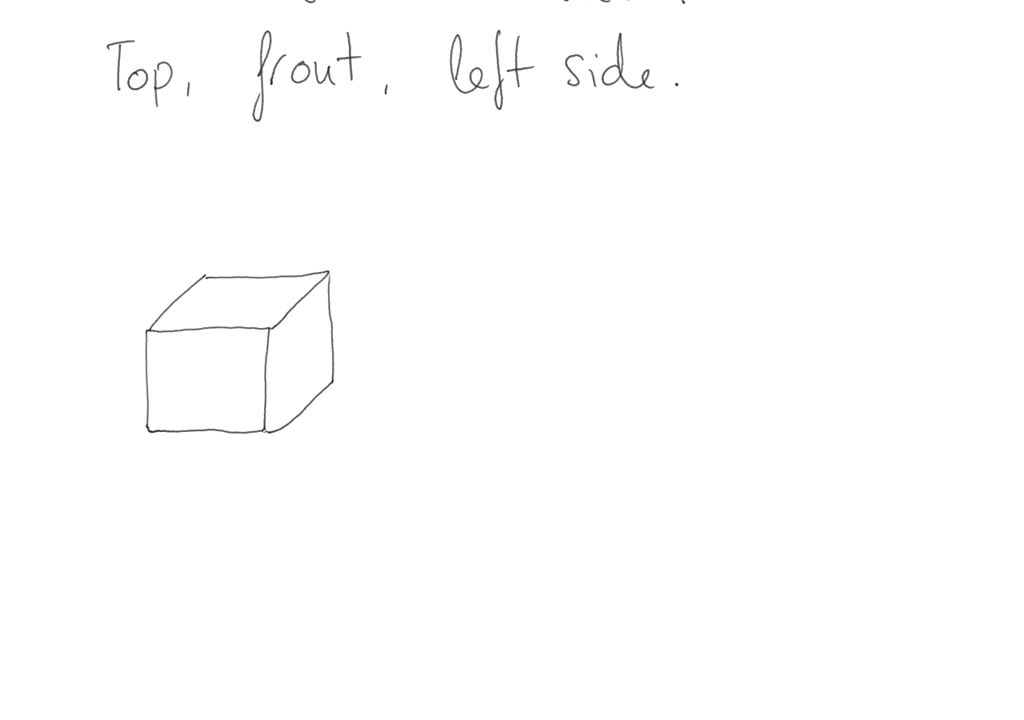 Top, front, left side.